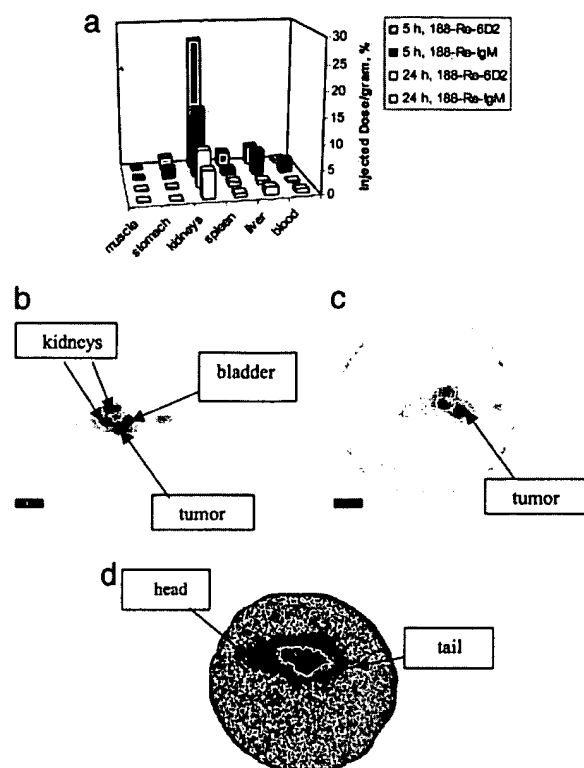 a
30
25
20
15
10
5
0
Injected Dose/gram, %
muscle
stomach
kidneys
spleen
liver
blood
5 h, 188-Re-6D2
5 h, 188-Re-IgM
24 h, 188-Re-6D2
24 h, 188-Re-IgM
b
kidneys
bladder
tumor
c
tumor
d
head
tail